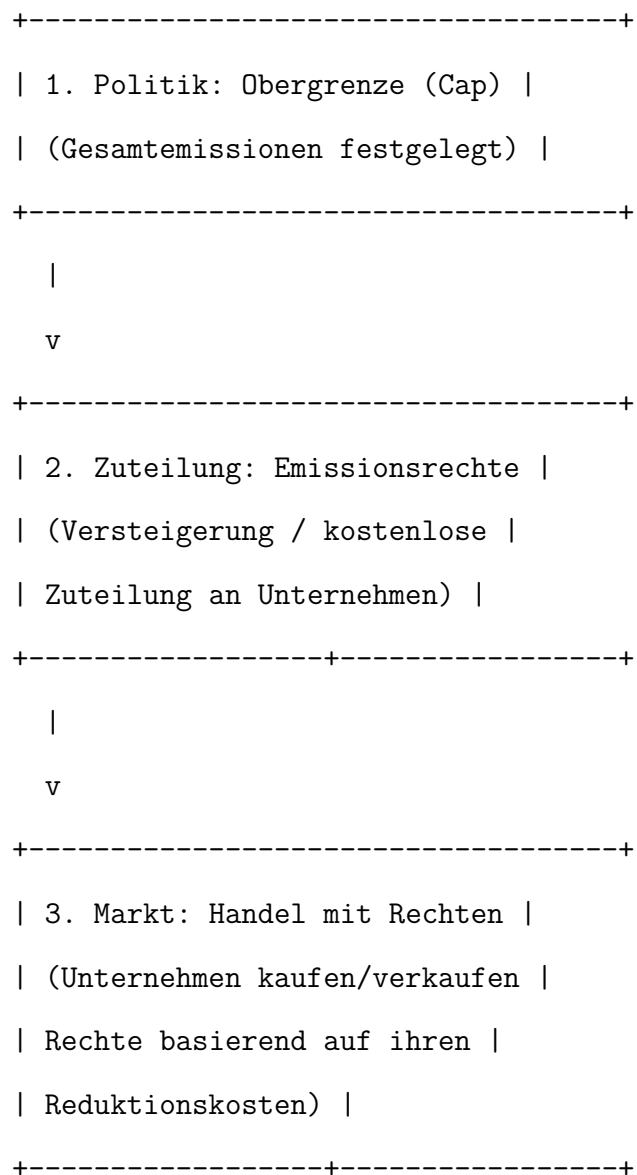 +------------------------------------+
| 1. Politik: Obergrenze (Cap) |
| (Gesamtemissionen festgelegt) |
+------------------------------------+
|
v
+------------------------------------+
| 2. Zuteilung: Emissionsrechte |
| (Versteigerung / kostenlose |
| Zuteilung an Unternehmen) |
+------------------+-----------------+
|
v
+------------------------------------+
| 3. Markt: Handel mit Rechten |
| (Unternehmen kaufen/verkaufen |
| Rechte basierend auf ihren |
| Reduktionskosten) |
+------------------+-----------------+